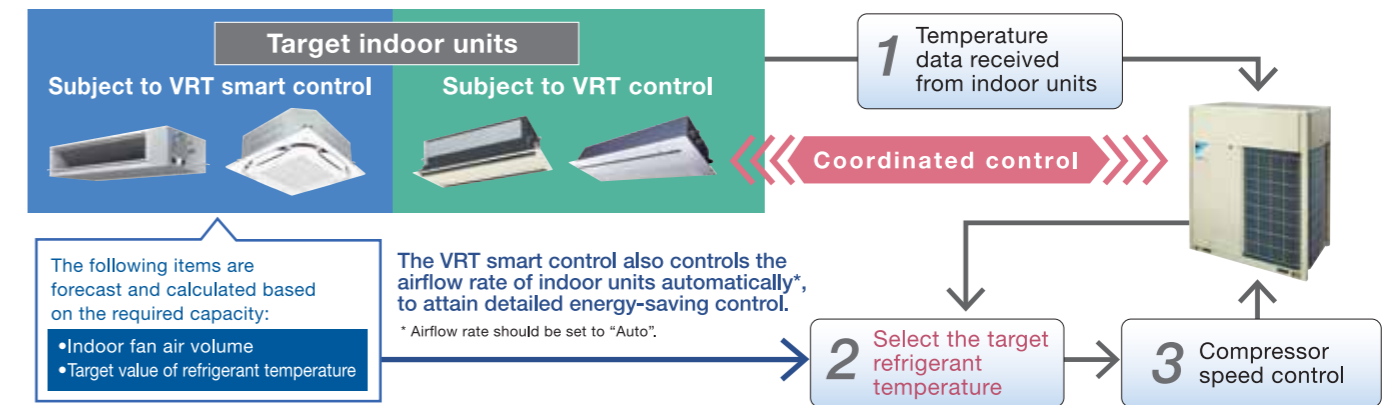 Target indoor units
Subject to VRT smart control
Subject to VRT control
1
Temperature
data received
from indoor units
Coordinated control
The following items are
forecast and calculated based
on the required capacity:
•Indoor fan air volume
•Target value of refrigerant temperature
The VRT smart control also controls the
airflow rate of indoor units automatically*,
to attain detailed energy-saving control.
* Airflow rate should be set to “Auto”.
2
Select the target
refrigerant
temperature
3
Compressor
speed control